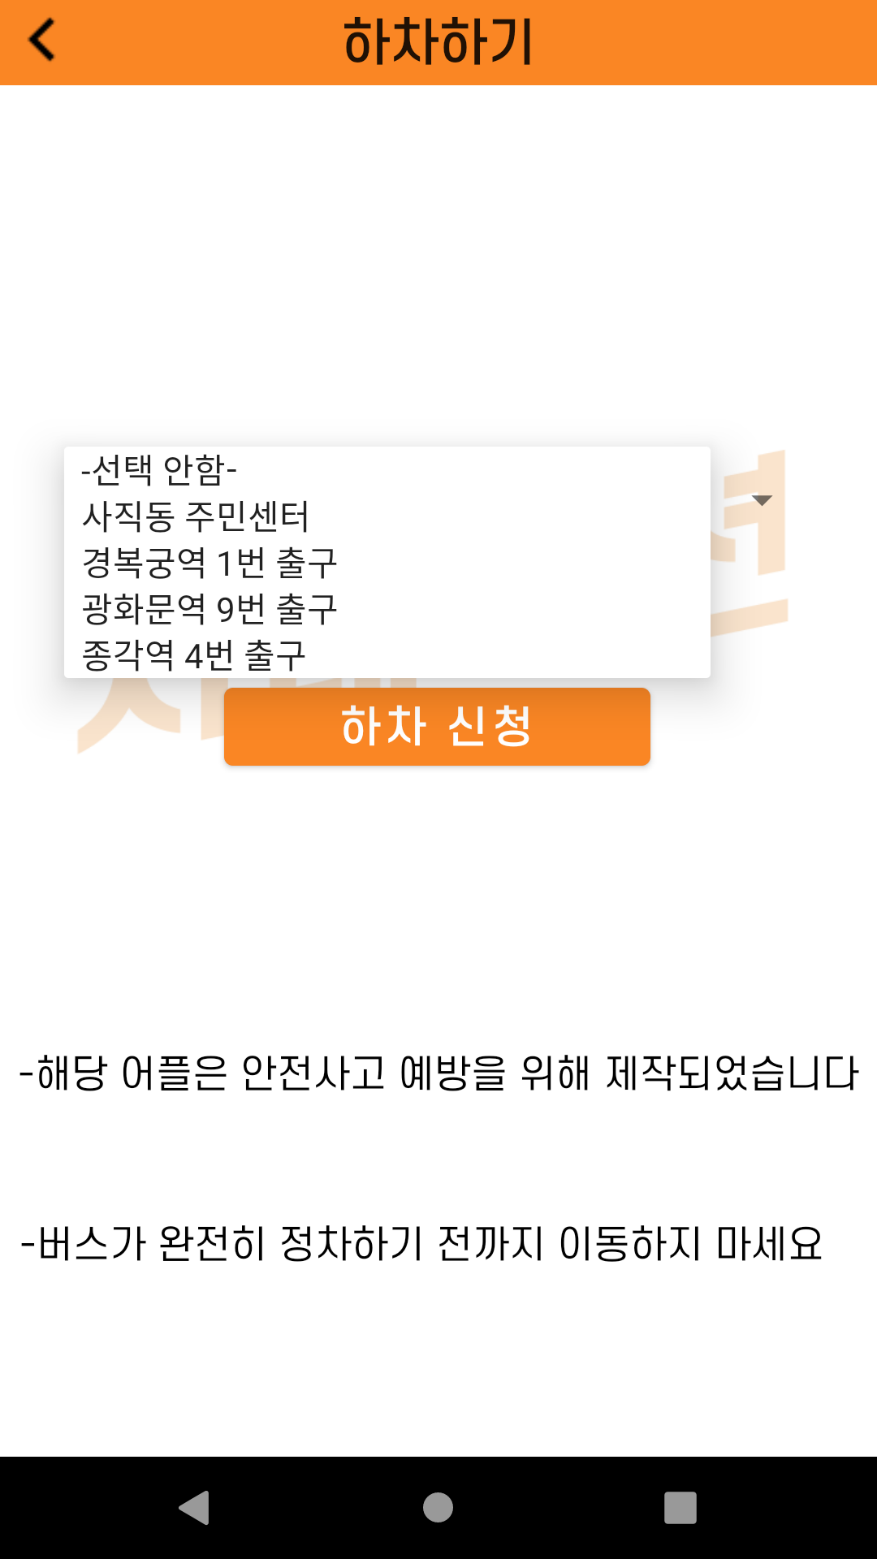 하차하기
-선택 안함-
사직동 주민센터
경복궁역 1번 출구
광화문역 9번 출구
종각역 4번 출구
하차 신청
-해당 어플은 안전사고 예방을 위해 제작되었습니다
-버스가 완전히 정차하기 전까지 이동하지 마세요